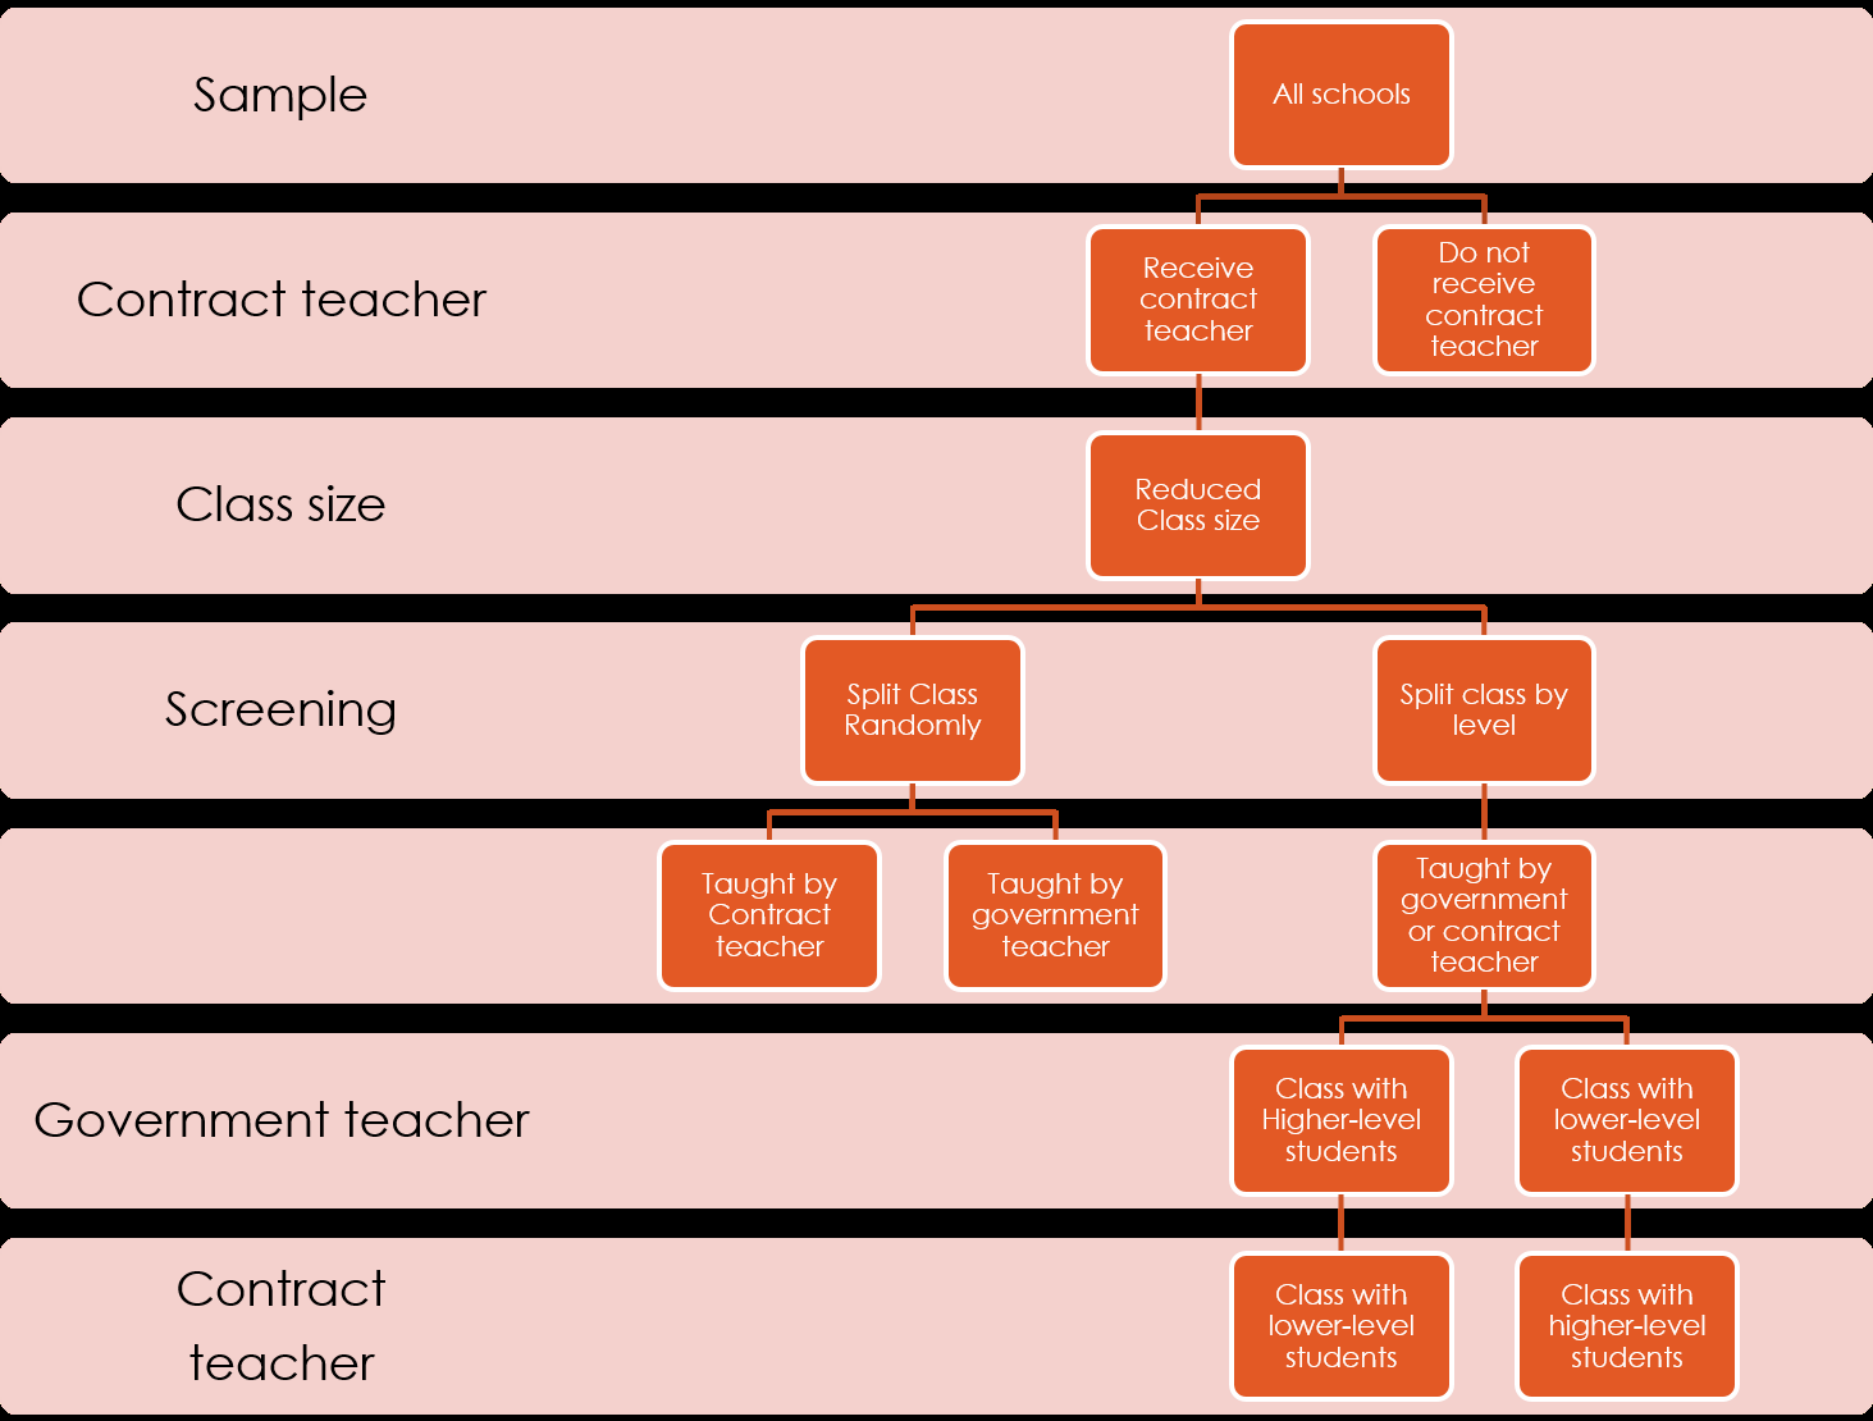 Sample
All schools
Contract teacher
Receive
contract
teacher
Do not
receive
contract
teacher
Class size
Reduced
Class size
Screening
Split Class
Randomly
Split class by
level
Taught by
Contract
teacher
Taught by
government
teacher
Taught by
government
or contract
teacher
Government teacher
Class with
Higher-level
students
Class with
lower-level
students
Contract
teacher
Class with
lower-level
students
Class with
higher-level
students